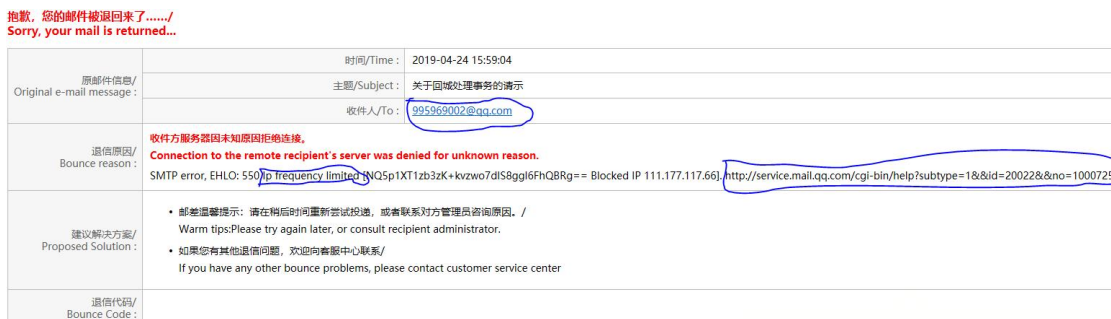 抱歉，您的邮件被退回来了……/
Sorry, your mail is returned...
原邮件信息/
Original e-mail message :
时间/Time : 2019-04-24 15:59:04
主题/Subject : 关于回城处理事务的请示
收件人/To : 995969002@qq.com
退信原因/
Bounce reason :
收件方服务器因未知原因拒绝连接。
Connection to the remote recipient's server was denied for unknown reason.
SMTP error, EHLO: 550 Ip frequency limited [NQ5p1XT1zb3zK+kvzwo7dIS8ggI6FhQBRg== Blocked IP 111.177.117.66]. http://service.mail.qq.com/cgi-bin/help?subtype=1&&id=20022&&no=1000725
建议解决方案/
Proposed Solution :
• 邮差温馨提示：请在稍后时间重新尝试投递，或者联系对方管理员咨询原因。/
Warm tips:Please try again later, or consult recipient administrator.
• 如果您有其他退信问题，欢迎向客服中心联系/
If you have any other bounce problems, please contact customer service center
退信代码/
Bounce Code :